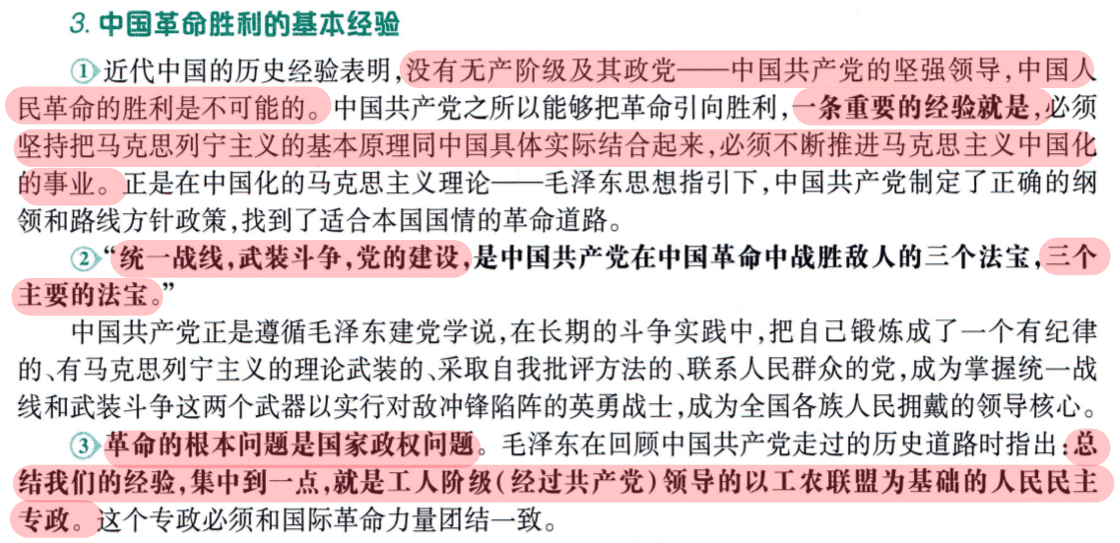 3. 中国革命胜利的基本经验
①近代中国的历史经验表明,没有无产阶级及其政党——中国共产党的坚强领导,中国人
民革命的胜利是不可能的。中国共产党之所以能够把革命引向胜利,一条重要的经验就是,必须
坚持把马克思列宁主义的基本原理同中国具体实际结合起来,必须不断推进马克思主义中国化
的事业。正是在中国化的马克思主义理论——毛泽东思想指引下,中国共产党制定了正确的纲
领和路线方针政策,找到了适合本国国情的革命道路。
②“统一战线,武装斗争,党的建设,是中国共产党在中国革命中战胜敌人的三个法宝,三个
主要的法宝。”
中国共产党正是遵循毛泽东建党学说,在长期的斗争实践中,把自己锻炼成了一个有纪律
的、有马克思列宁主义的理论武装的、采取自我批评方法的、联系人民群众的党,成为掌握统一战
线和武装斗争这两个武器以实行对敌冲锋陷阵的英勇战士,成为全国各族人民拥戴的领导核心。
③革命的根本问题是国家政权问题。毛泽东在回顾中国共产党走过的历史道路时指出:总
结我们的经验,集中到一点,就是工人阶级(经过共产党)领导的以工农联盟为基础的人民民主
专政。这个专政必须和国际革命力量团结一致。